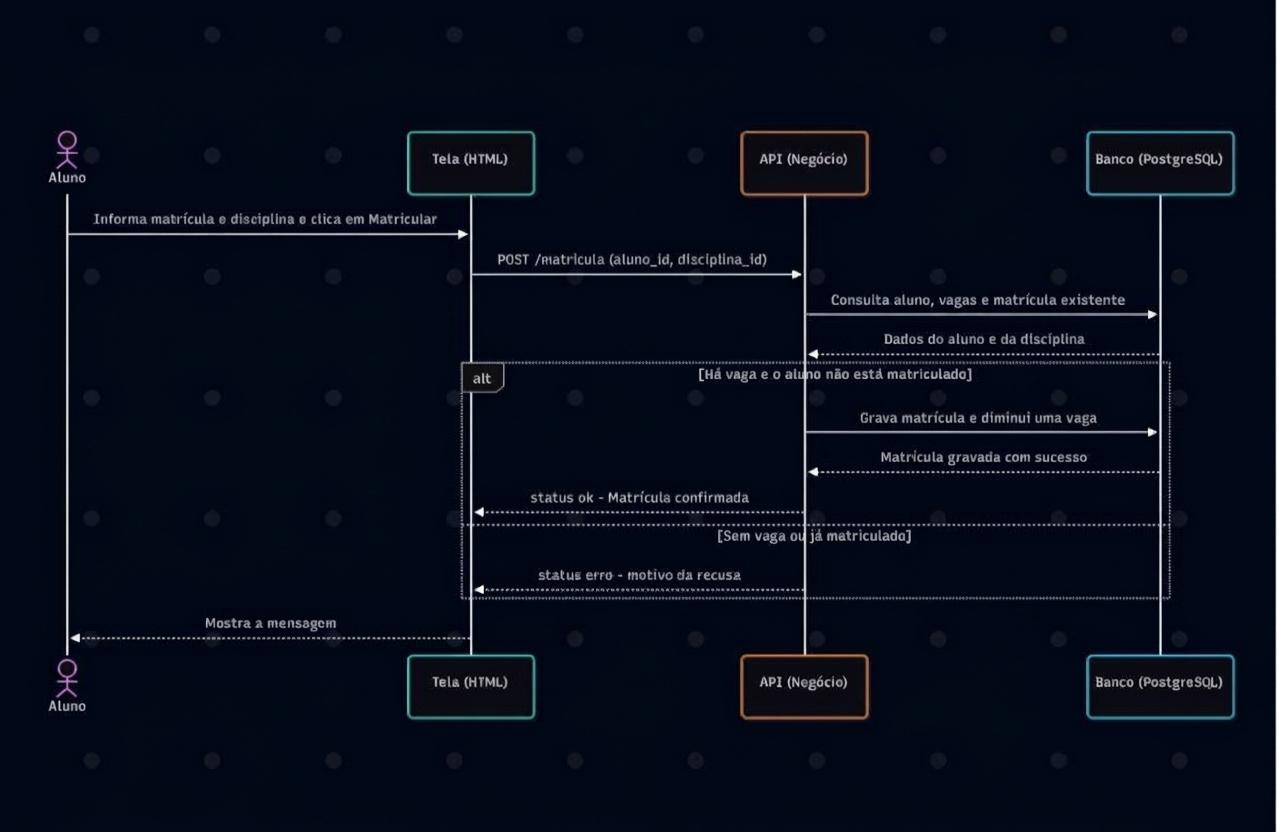 Aluno
Tela (HTML)
API (Negócio)
Banco (PostgreSQL)
Informa matrícula e disciplina e clica em Matricular
POST /matricula (aluno_id, disciplina_id)
Consulta aluno, vagas e matrícula existente
Dados do aluno e da disciplina
alt
[Há vaga e o aluno não está matriculado]
Grava matrícula e diminui uma vaga
Matrícula gravada com sucesso
status ok - Matrícula confirmada
[Sem vaga ou já matriculado]
status erro - motivo da recusa
Mostra a mensagem
Aluno
Tela (HTML)
API (Negócio)
Banco (PostgreSQL)